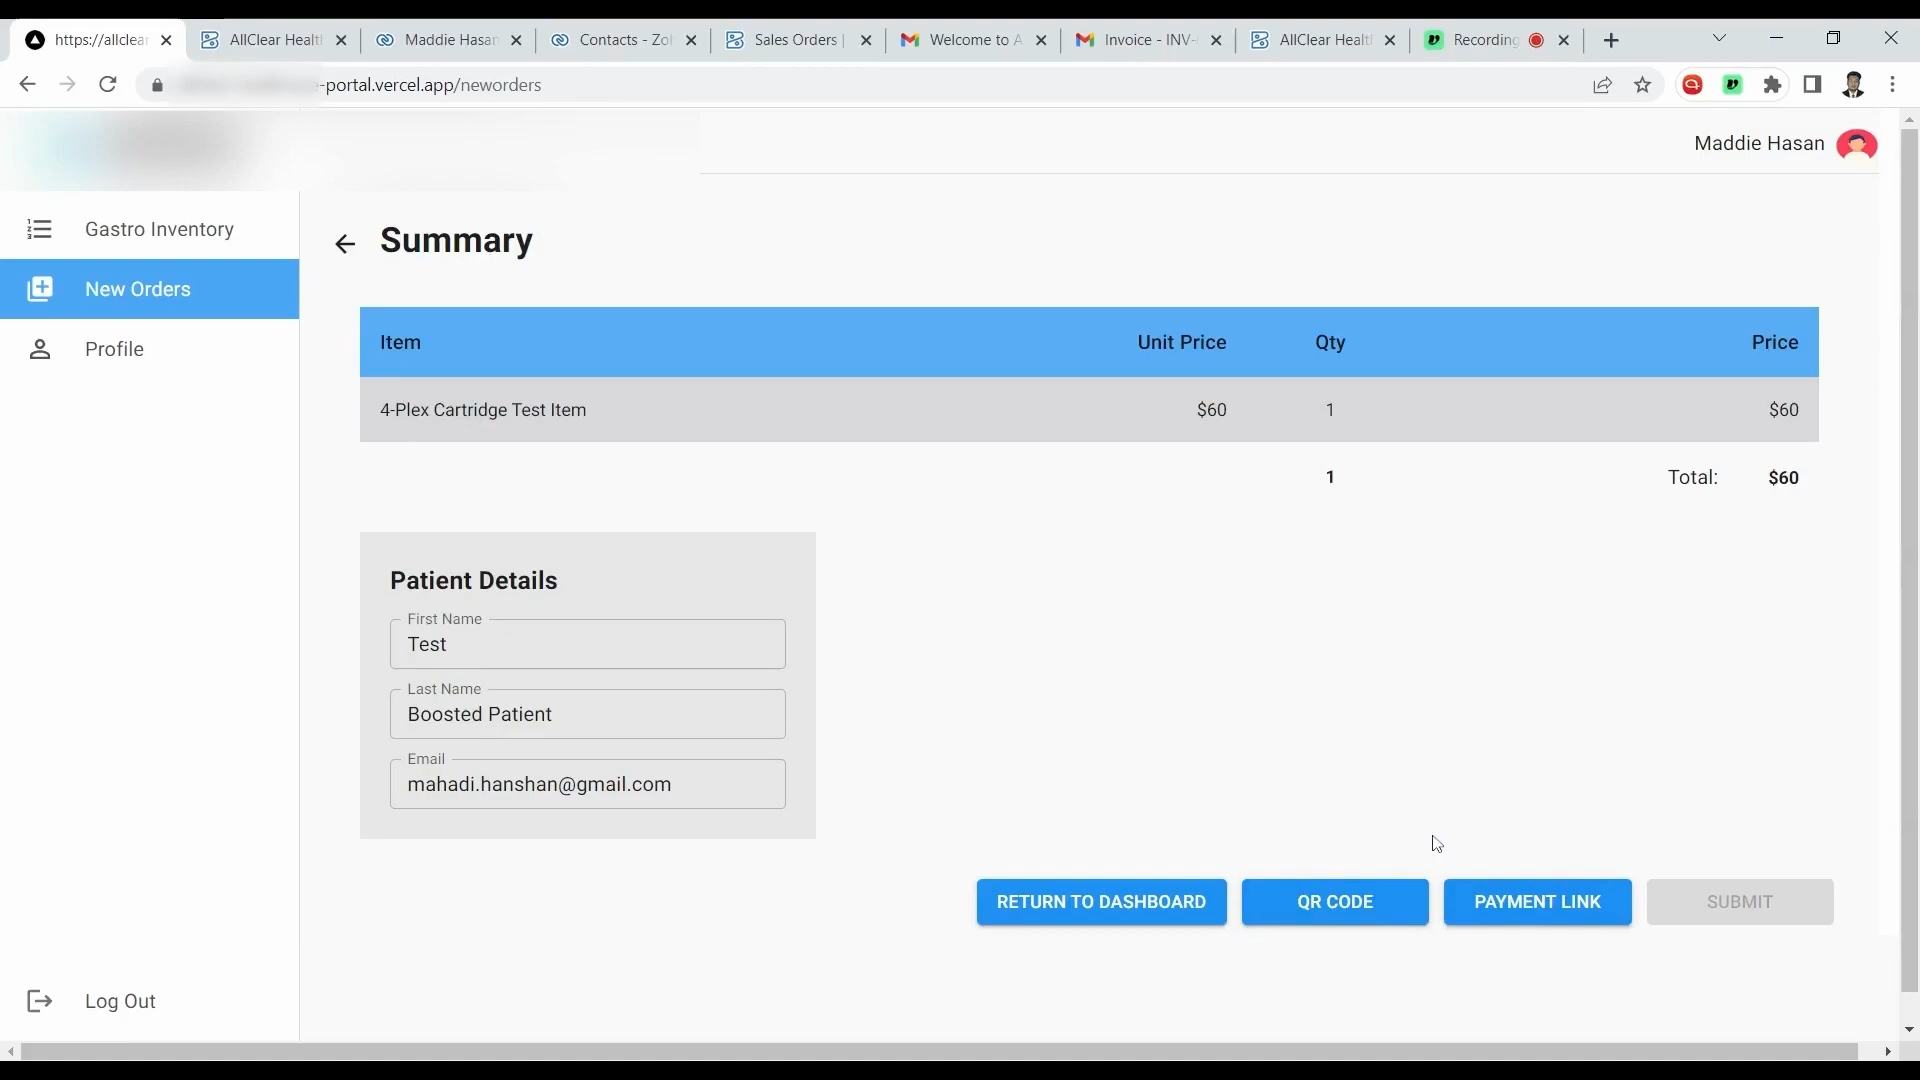 https://allclear
AllClear Healt
Maddie Hasan
Contacts - Zoh
Sales Orders |
Welcome to A
Invoice - INV-
AllClear Healt
Recording
-portal.vercel.app/neworders
Maddie Hasan
Gastro Inventory
New Orders
Profile
Log Out
Summary
Item Unit Price Qty Price
4-Plex Cartridge Test Item $60 1 $60
1 Total: $60
Patient Details
First Name
Test
Last Name
Boosted Patient
Email
mahadi.hanshan@gmail.com
RETURN TO DASHBOARD QR CODE PAYMENT LINK SUBMIT